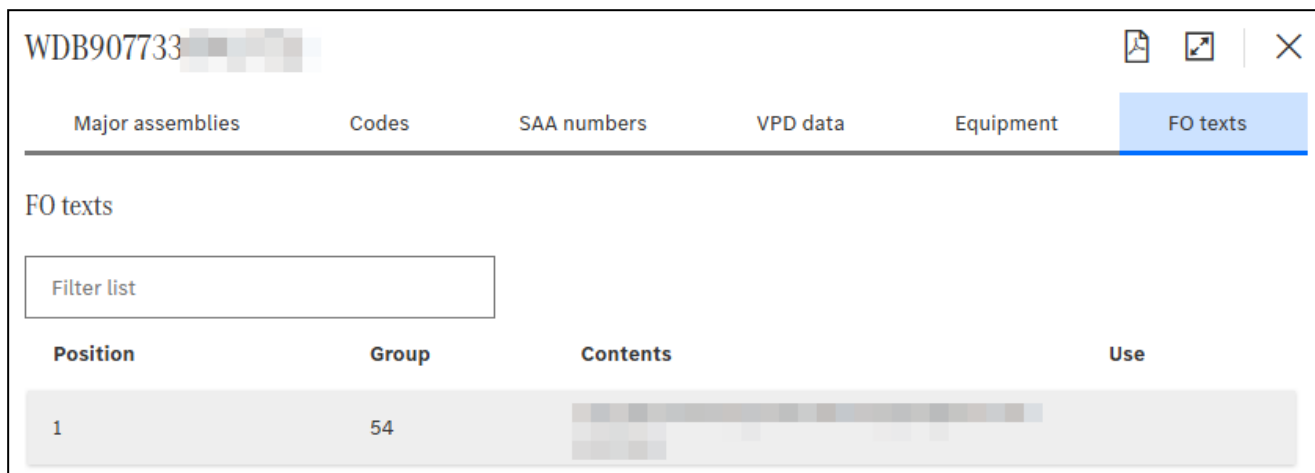 WDB907733
Major assemblies Codes SAA numbers VPD data Equipment FO texts
FO texts
Filter list
Position Group Contents Use
1 54